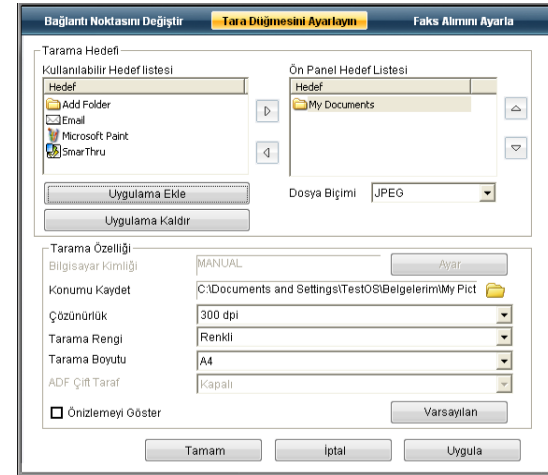 Bağlantı Noktasını Değiştir
Tara Düğmesini Ayarlayın
Faks Alımını Ayarla
Tarama Hedefi
Kullanılabilir Hedef listesi
Hedef
Add Folder
Email
Microsoft Paint
SmarThru
Ön Panel Hedef Listesi
Hedef
My Documents
Uygulama Ekle
Uygulama Kaldır
Dosya Biçimi JPEG
Tarama Özelliği
Bilgisayar Kimliği MANUAL Ayar
Konumu Kaydet C:\Documents and Settings\TestOS\Belgelerim\My Pict
Çözünürlük 300 dpi
Tarama Rengi Renkli
Tarama Boyutu A4
ADF Çift Taraf Kapalı
Önizlemeyi Göster Varsayılan
Tamam İptal Uygula